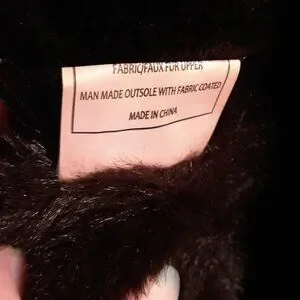 FABRIC/FAUX FUR UPPER
MAN MADE OUTSOLE WITH FABRIC COATED
MADE IN CHINA